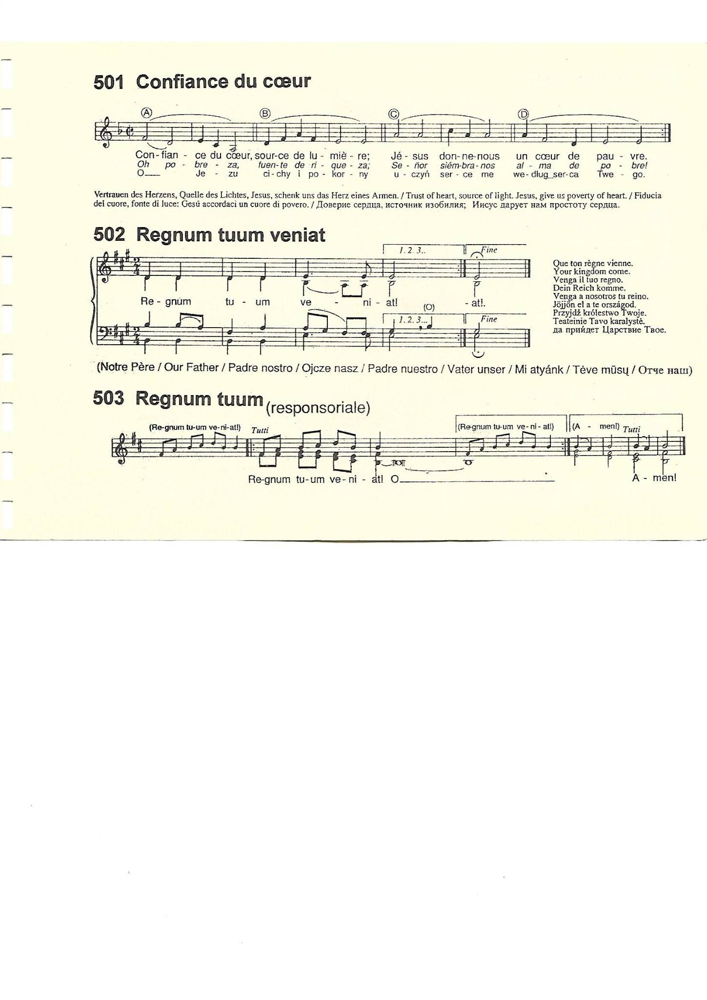 501 Confiance du cœur
A B C D
Con-fian - ce du cœur, sour-ce de lu - miè - re; Jé - sus don-ne-nous un cœur de pau - vre.
Oh po - bre - za, fuen-te de ri - que - za; Se - ñor siém-bra-nos al - ma de po - bre!
O___ Je - zu ci-chy i po - kor - ny u - czyń ser - ce me we-dług_ser-ca Twe - go.
Vertrauen des Herzens, Quelle des Lichtes, Jesus, schenk uns das Herz eines Armen. / Trust of heart, source of light. Jesus, give us poverty of heart. / Fiducia
del cuore, fonte di luce: Gesú accordaci un cuore di povero. / Доверие сердца, источник изобилия; Иисус дарует нам простоту сердца.
502 Regnum tuum veniat
1. 2. 3.. Fine
Re - gnum tu - um ve - ni - at! - at!.
(O)
1. 2. 3... Fine
Que ton règne vienne.
Your kingdom come.
Venga il tuo regno.
Dein Reich komme.
Venga a nosotros tu reino.
Jöjjön el a te országod.
Przyjdź królestwo Twoje.
Teateinie Tavo karalystė.
да прийдет Царствие Твое.
(Notre Père / Our Father / Padre nostro / Ojcze nasz / Padre nuestro / Vater unser / Mi atyánk / Tėve mūsų / Отче наш)
503 Regnum tuum (responsoriale)
(Re-gnum tu-um ve-ni-at!) Tutti (Re-gnum tu-um ve-ni-at!) (A - men!) Tutti
Re-gnum tu-um ve-ni - at! O___ A - men!